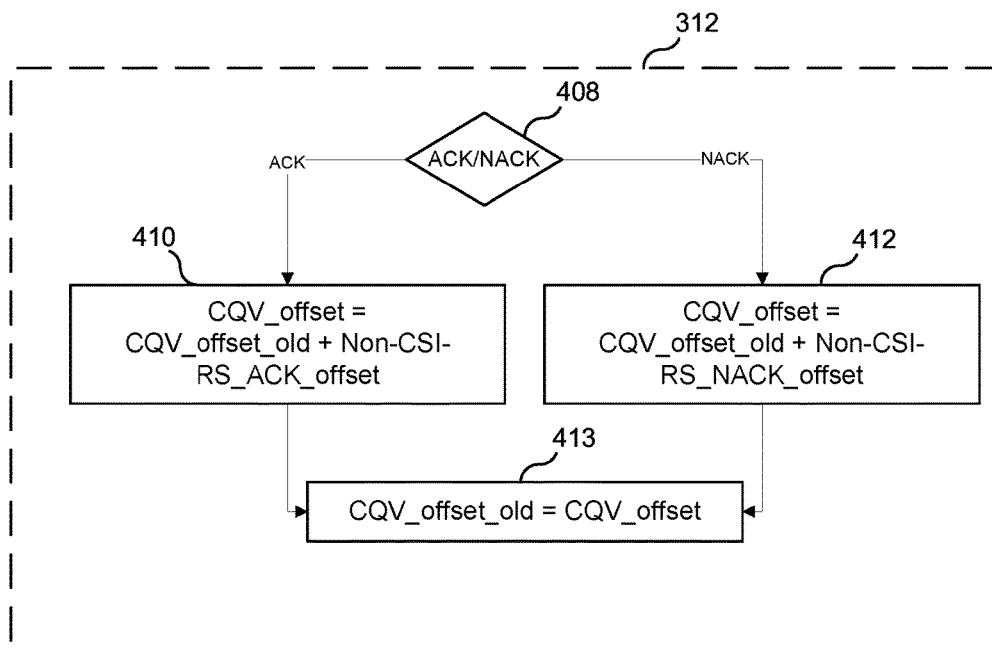 312
408
ACK/NACK
ACK
NACK
410
412
CQV_offset =
CQV_offset_old + Non-CSI-
RS_ACK_offset
CQV_offset =
CQV_offset_old + Non-CSI-
RS_NACK_offset
413
CQV_offset_old = CQV_offset